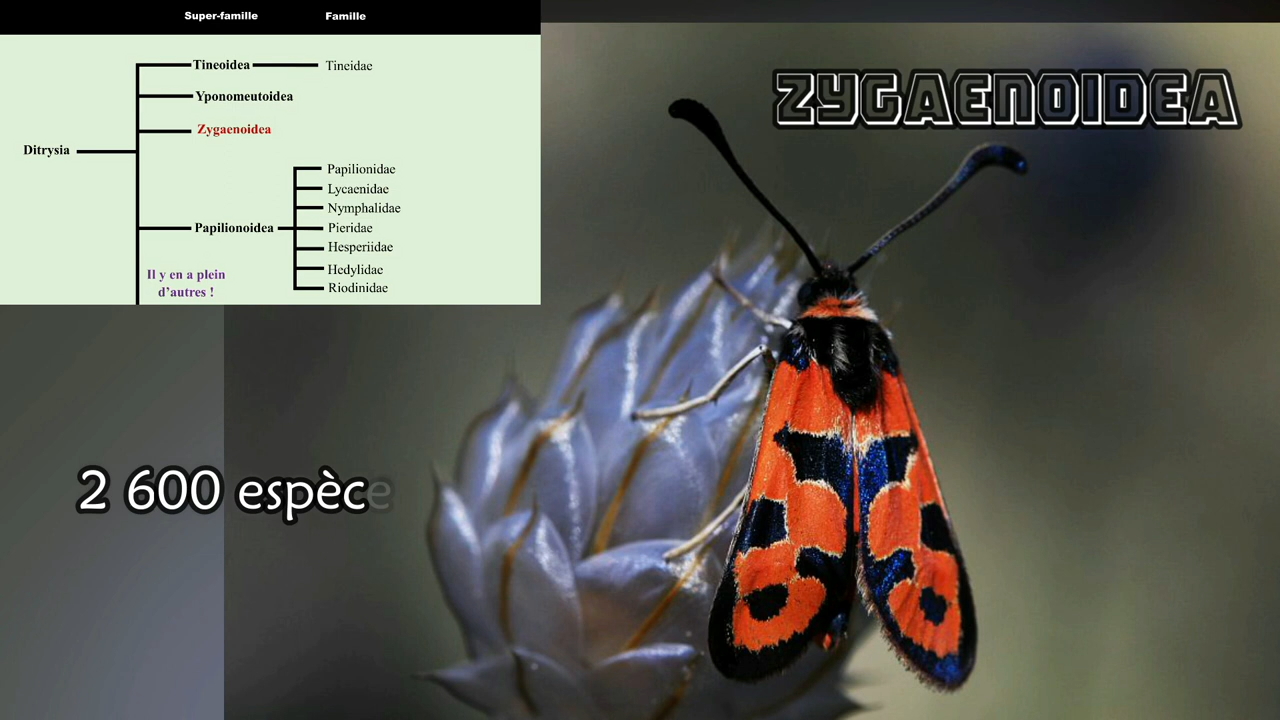 Super-famille Famille
Tineoidea Tineidae
Yponomeutoidea
Zygaenoidea
Ditrysia
Papilionidae
Lycaenidae
Nymphalidae
Papilionoidea Pieridae
Hesperiidae
Hedylidae
Riodinidae
Il y en a plein
d’autres !
ZYGAENOIDEA
2 600 espèce